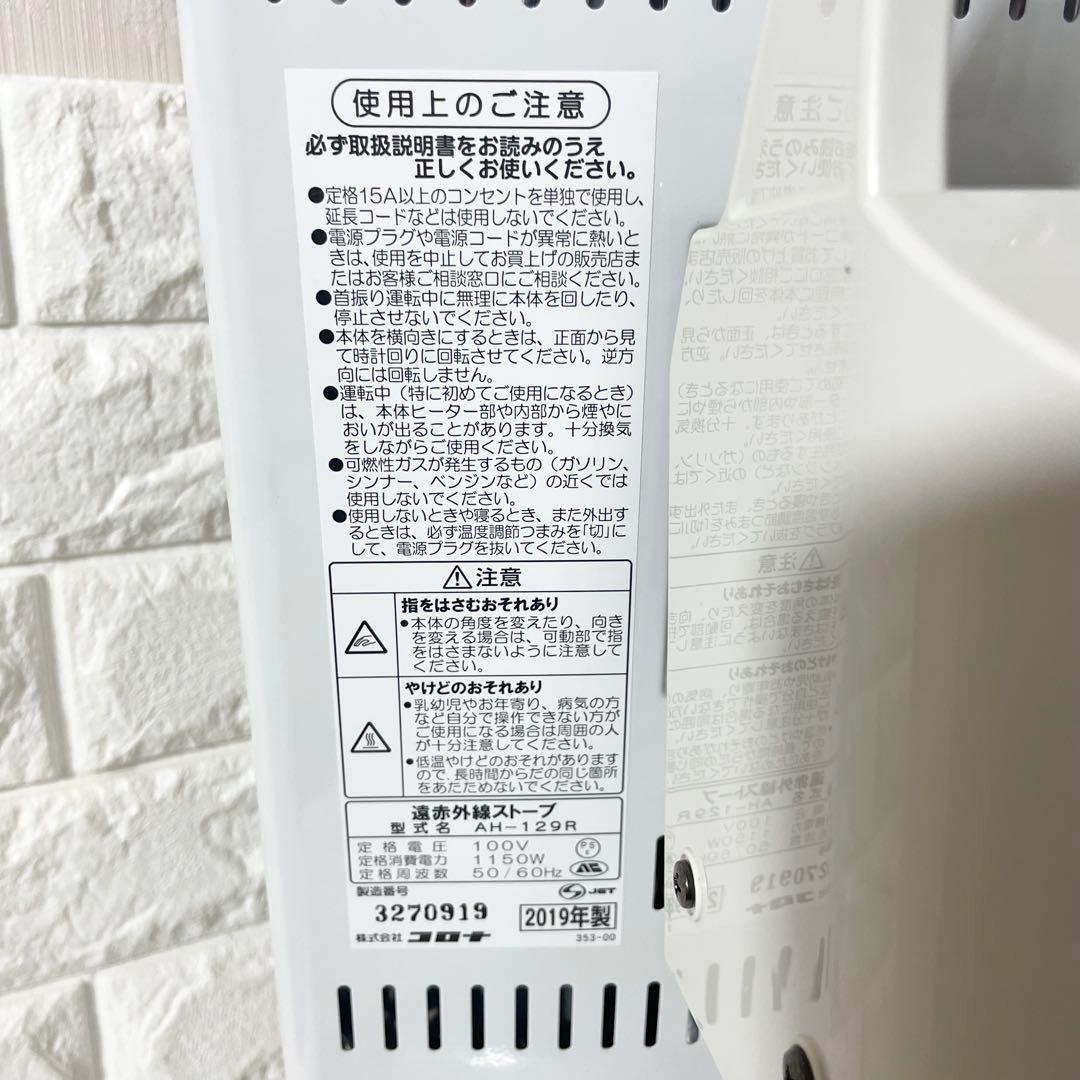 使用上のご注意
必ず取扱説明書をお読みのうえ
正しくお使いください。
●定格15A以上のコンセントを単独で使用し、
延長コードなどは使用しないでください。
●電源プラグや電源コードが異常に熱いと
きは、使用を中止してお買上げの販売店ま
たはお客様ご相談窓口にご相談ください。
●首振り運転中に無理に本体を回したり、
停止させないでください。
●本体を横向きにするときは、正面から見
て時計回りに回転させてください。逆方
向には回転しません。
●運転中（特に初めてご使用になるとき）
は、本体ヒーター部や内部から煙やに
おいが出ることがあります。十分換気
をしながらご使用ください。
●可燃性ガスが発生するもの（ガソリン、
シンナー、ベンジンなど）の近くでは
使用しないでください。
●使用しないときや寝るとき、また外出す
るときは、必ず温度調節つまみを「切」に
して、電源プラグを抜いてください。
⚠注意
指をはさむおそれあり
●本体の角度を変えたり、向き
を変える場合は、可動部で指
をはさまないように注意して
ください。
やけどのおそれあり
●乳幼児やお年寄り、病気の方
など自分で操作できない方が
ご使用になる場合は周囲の人
が十分注意してください。
●低温やけどのおそれがあります
ので、長時間からだの同じ箇所
をあたためないでください。
遠赤外線ストーブ
型式名 AH-129R
定格電圧 100V
定格消費電力 1150W
定格周波数 50/60Hz
PSE
JET
製造番号
3270919
2019年製
株式会社 コロナ
353-00